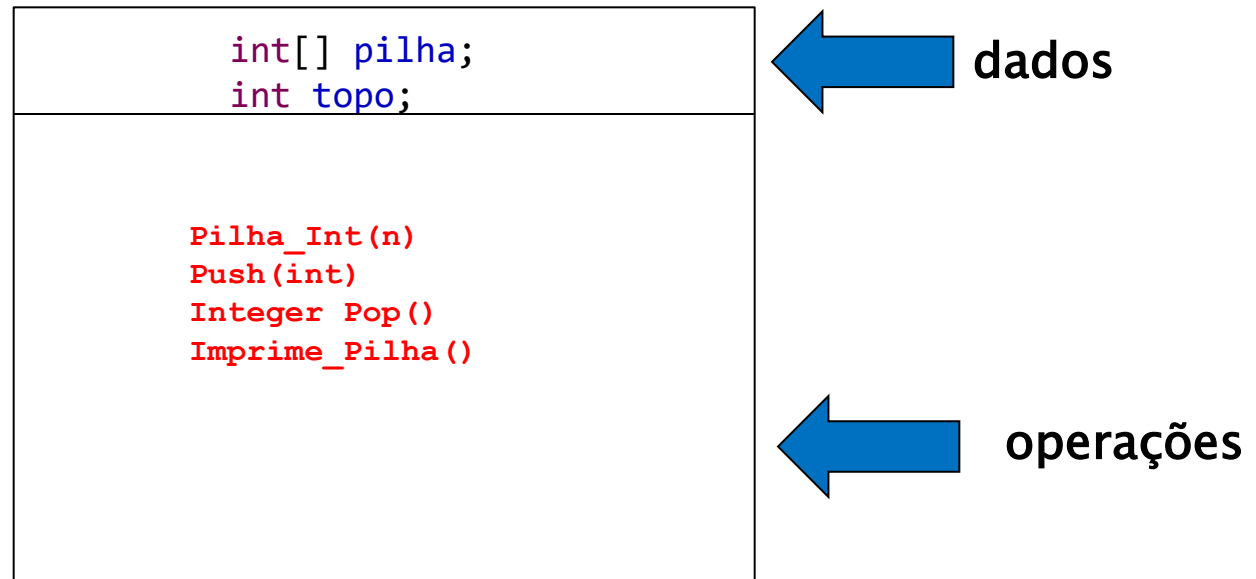 int[] pilha;
int topo;
dados
Pilha_Int(n)
Push(int)
Integer Pop()
Imprime_Pilha()
operações